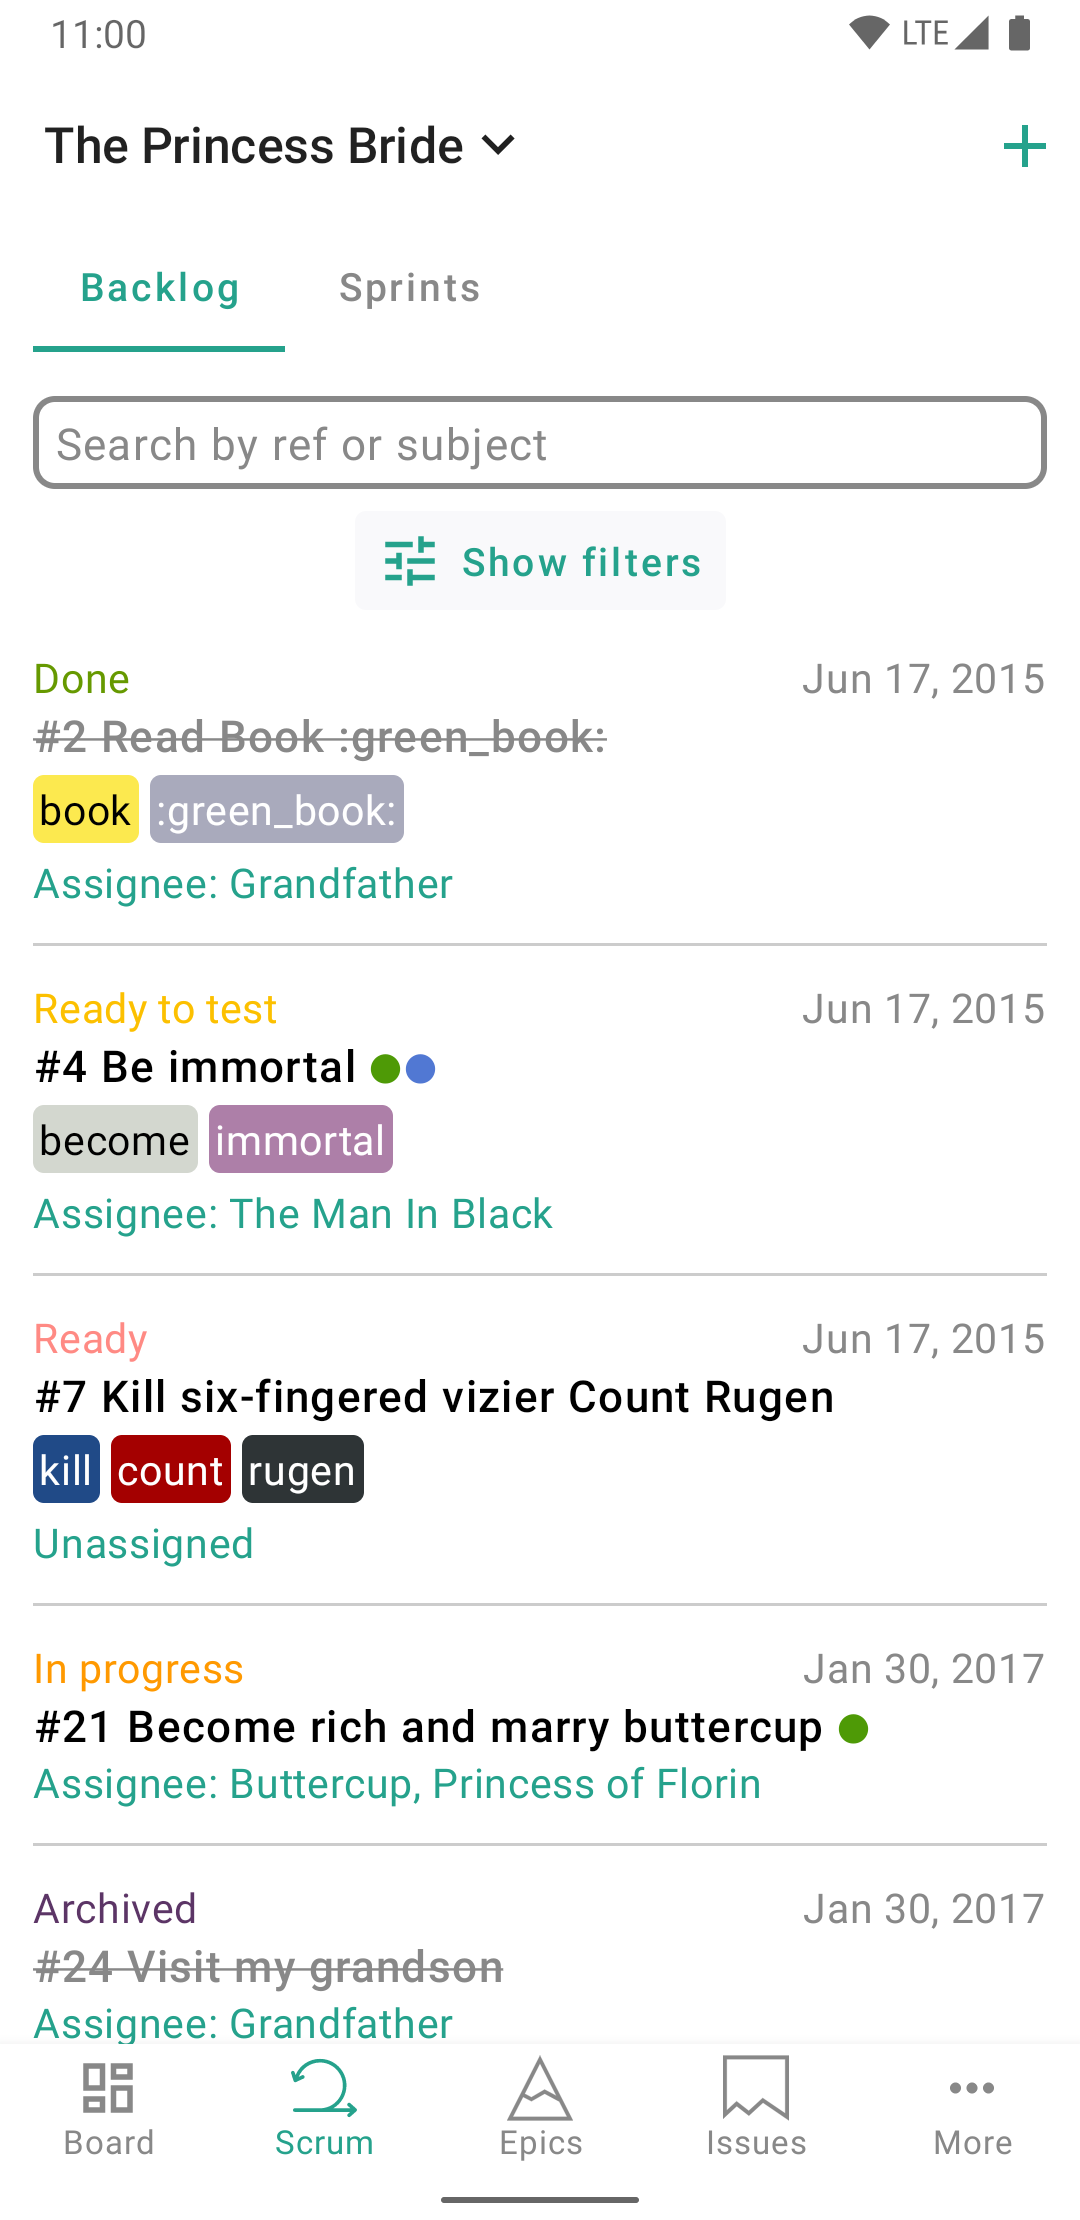 11:00 LTE
The Princess Bride
Backlog Sprints
Search by ref or subject
Show filters
Done Jun 17, 2015
#2 Read Book :green_book:
book :green_book:
Assignee: Grandfather
Ready to test Jun 17, 2015
#4 Be immortal
become immortal
Assignee: The Man In Black
Ready Jun 17, 2015
#7 Kill six-fingered vizier Count Rugen
kill count rugen
Unassigned
In progress Jan 30, 2017
#21 Become rich and marry buttercup
Assignee: Buttercup, Princess of Florin
Archived Jan 30, 2017
#24 Visit my grandson
Assignee: Grandfather
Board Scrum Epics Issues More